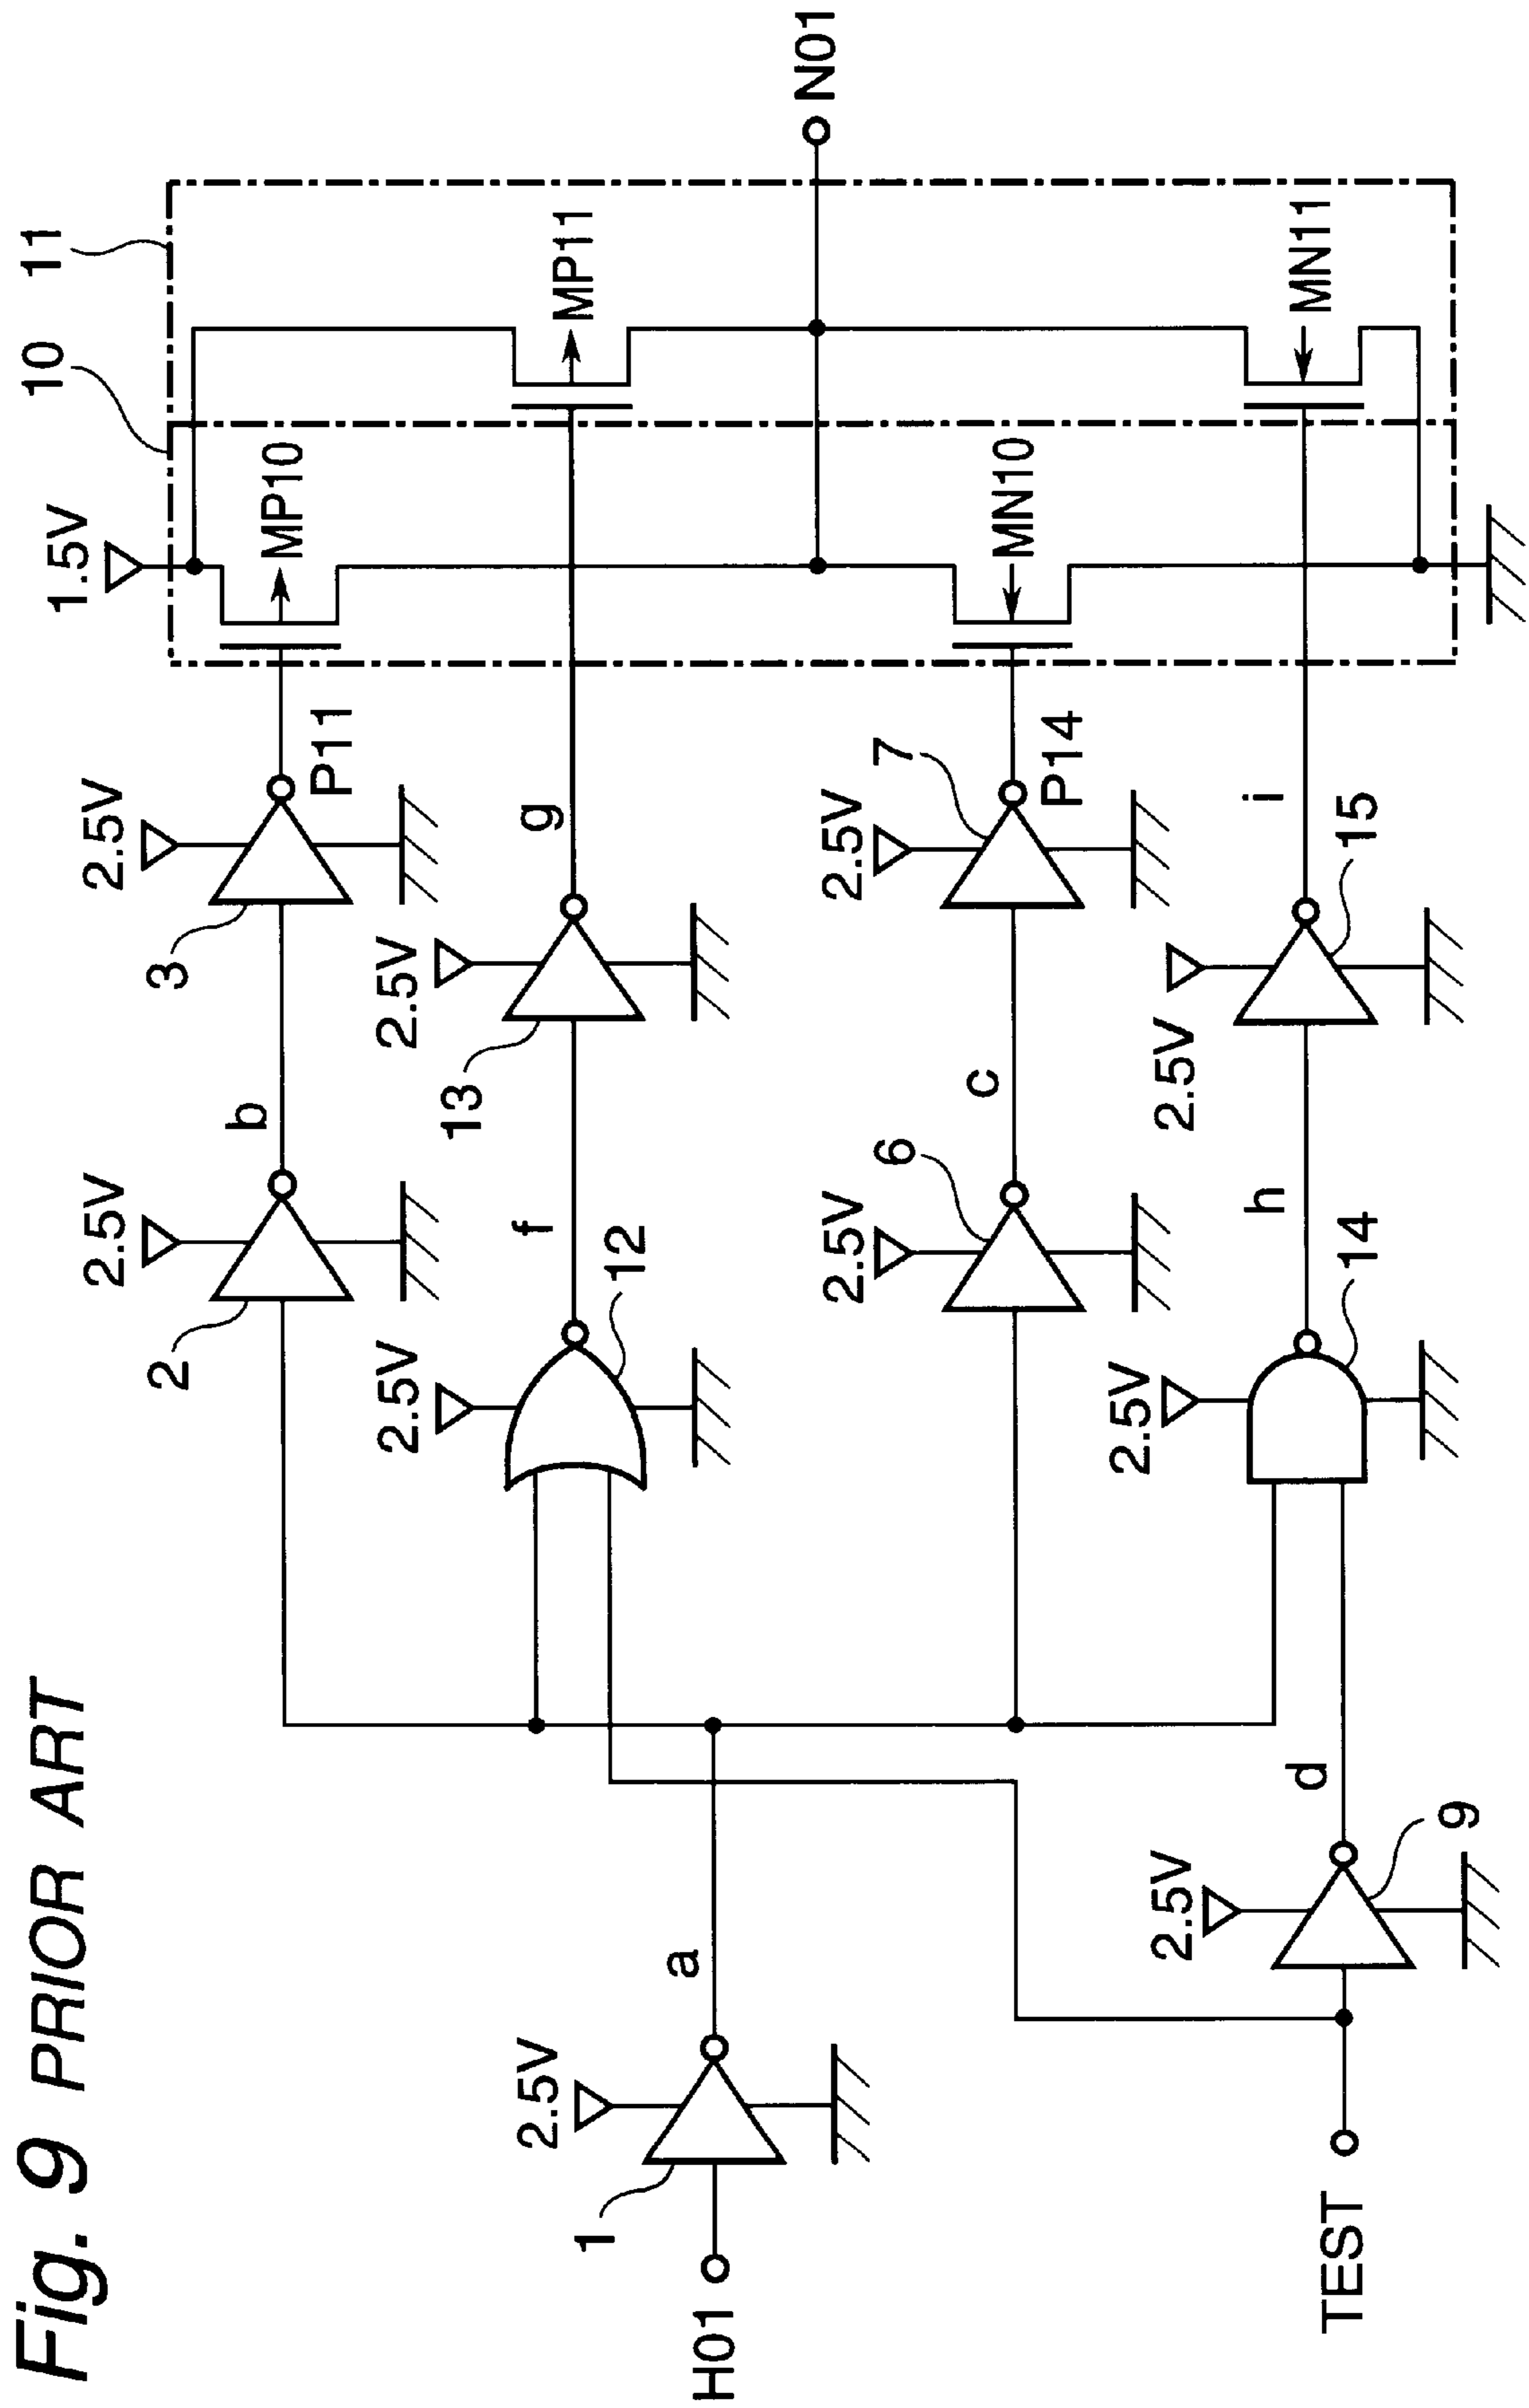 Fig. 9 PRIOR ART
1.5V
10
11
2.5V
2.5V
2
b
3
P11
MP10
2.5V
2.5V
12
f
13
g
MP11
2.5V
H01
1
a
N01
2.5V
2.5V
6
c
7
P14
MN10
2.5V
2.5V
2.5V
TEST
9
d
14
h
15
i
MN11